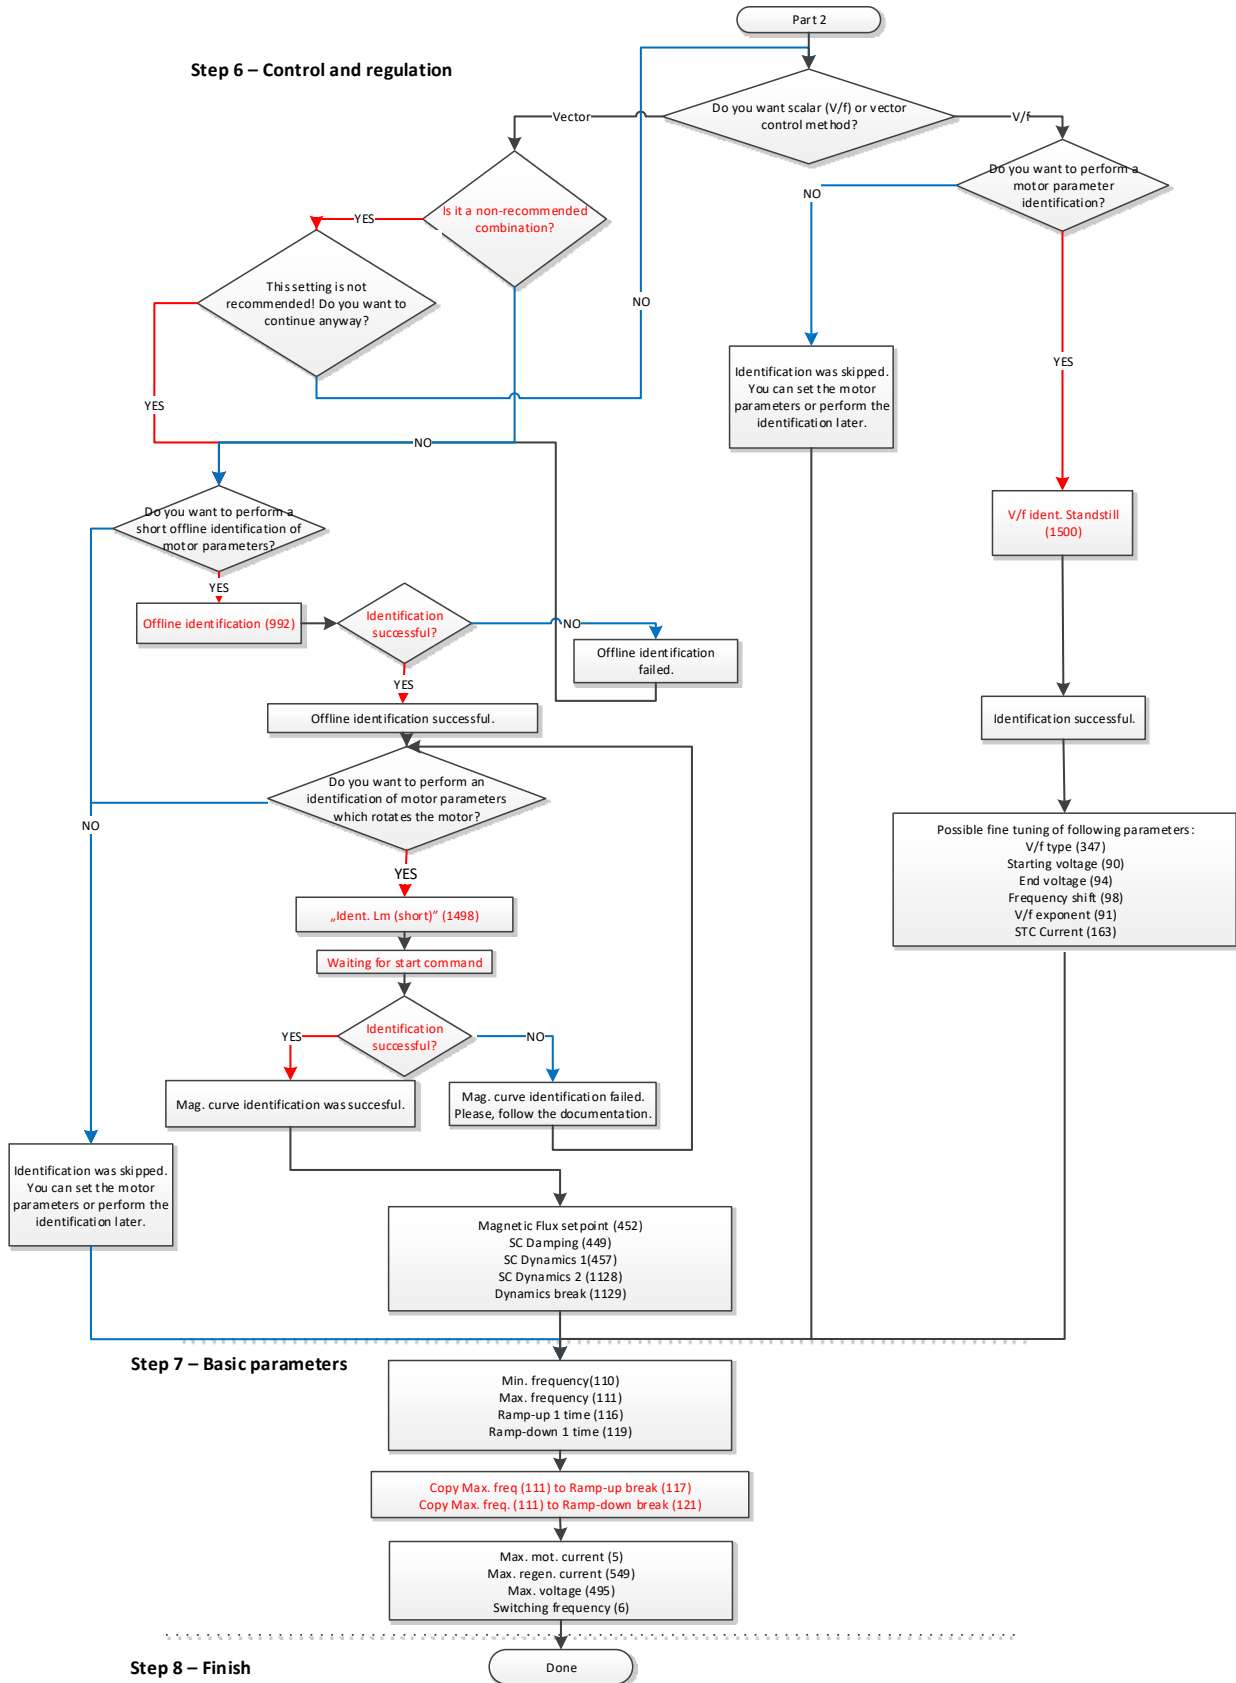 Part 2
Step 6 – Control and regulation
Do you want scalar (V/f) or vector
control method?
Vector
V/f
Do you want to perform a
motor parameter
identification?
NO
Is it a non-recommended
combination?
YES
This setting is not
recommended! Do you want to
continue anyway?
NO
YES
Identification was skipped.
You can set the motor
parameters or perform the
identification later.
YES
NO
Do you want to perform a
short offline identification of
motor parameters?
V/f ident. Standstill
(1500)
YES
Offline identification (992)
Identification
successful?
NO
Offline identification
failed.
YES
Offline identification successful.
Identification successful.
Do you want to perform an
identification of motor parameters
which rotates the motor?
NO
Possible fine tuning of following parameters:
V/f type (347)
Starting voltage (90)
End voltage (94)
Frequency shift (98)
V/f exponent (91)
STC Current (163)
YES
„Ident. Lm (short)” (1498)
Waiting for start command
Identification
successful?
YES
NO
Mag. curve identification was succesful.
Mag. curve identification failed.
Please, follow the documentation.
Identification was skipped.
You can set the motor
parameters or perform the
identification later.
Magnetic Flux setpoint (452)
SC Damping (449)
SC Dynamics 1(457)
SC Dynamics 2 (1128)
Dynamics break (1129)
Step 7 – Basic parameters
Min. frequency(110)
Max. frequency (111)
Ramp-up 1 time (116)
Ramp-down 1 time (119)
Copy Max. freq (111) to Ramp-up break (117)
Copy Max. freq. (111) to Ramp-down break (121)
Max. mot. current (5)
Max. regen. current (549)
Max. voltage (495)
Switching frequency (6)
Step 8 – Finish
Done